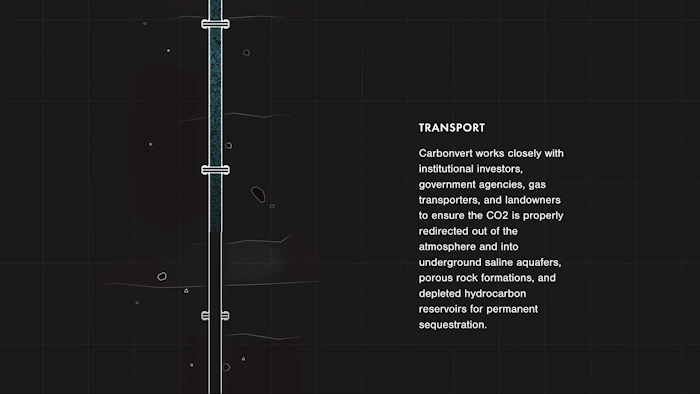 TRANSPORT
Carbonvert works closely with
institutional investors,
government agencies, gas
transporters, and landowners
to ensure the CO2 is properly
redirected out of the
atmosphere and into
underground saline aquafers,
porous rock formations, and
depleted hydrocarbon
reservoirs for permanent
sequestration.